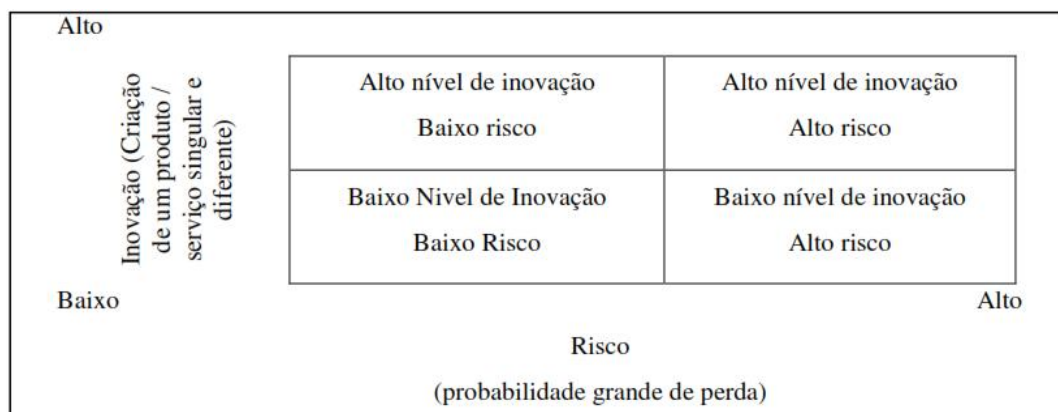 Alto
Inovação (Criação
de um produto /
serviço singular e
diferente)
Alto nível de inovação
Baixo risco
Alto nível de inovação
Alto risco
Baixo Nivel de Inovação
Baixo Risco
Baixo nível de inovação
Alto risco
Baixo
Alto
Risco
(probabilidade grande de perda)